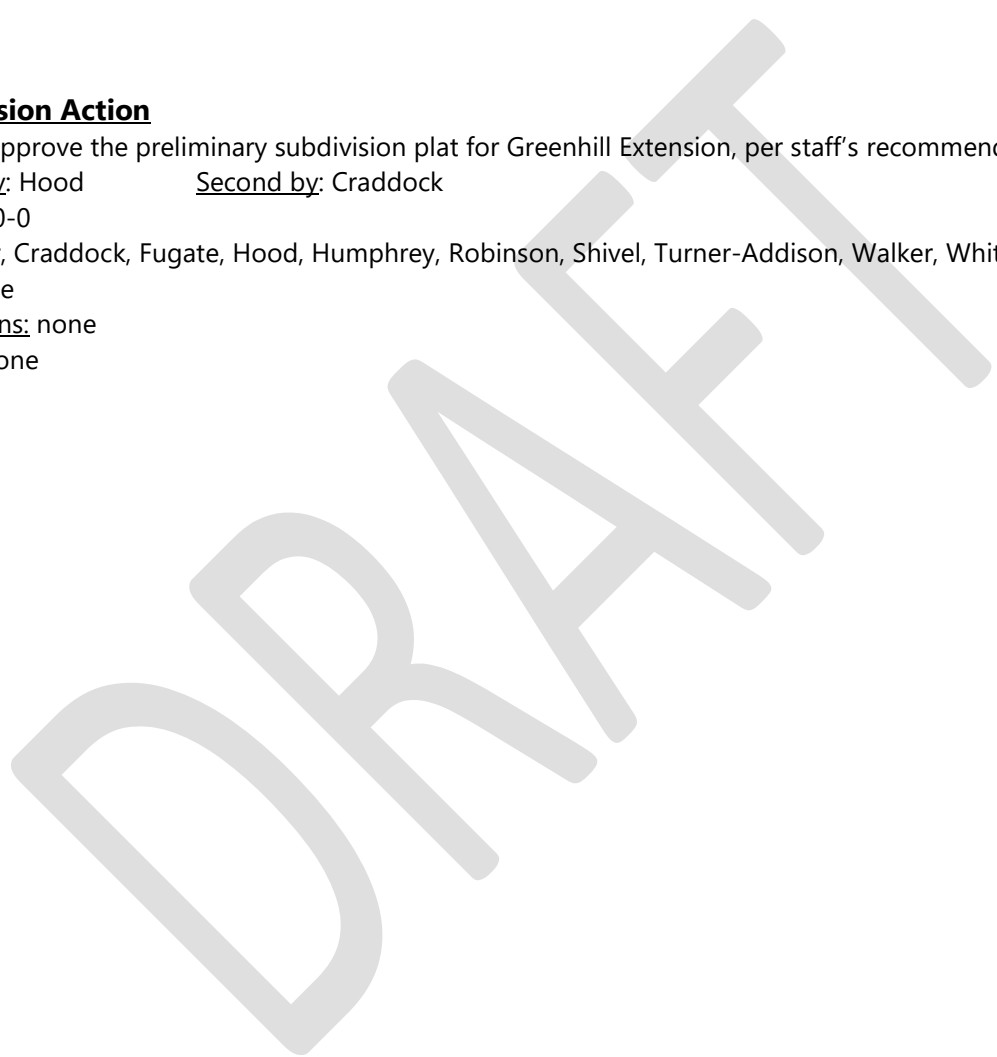 sion Action
pprove the preliminary subdivision plat for Greenhill Extension, per staff’s recommend
: Hood Second by: Craddock
0-0
, Craddock, Fugate, Hood, Humphrey, Robinson, Shivel, Turner-Addison, Walker, Whit
e
ns: none
one
DRAFT